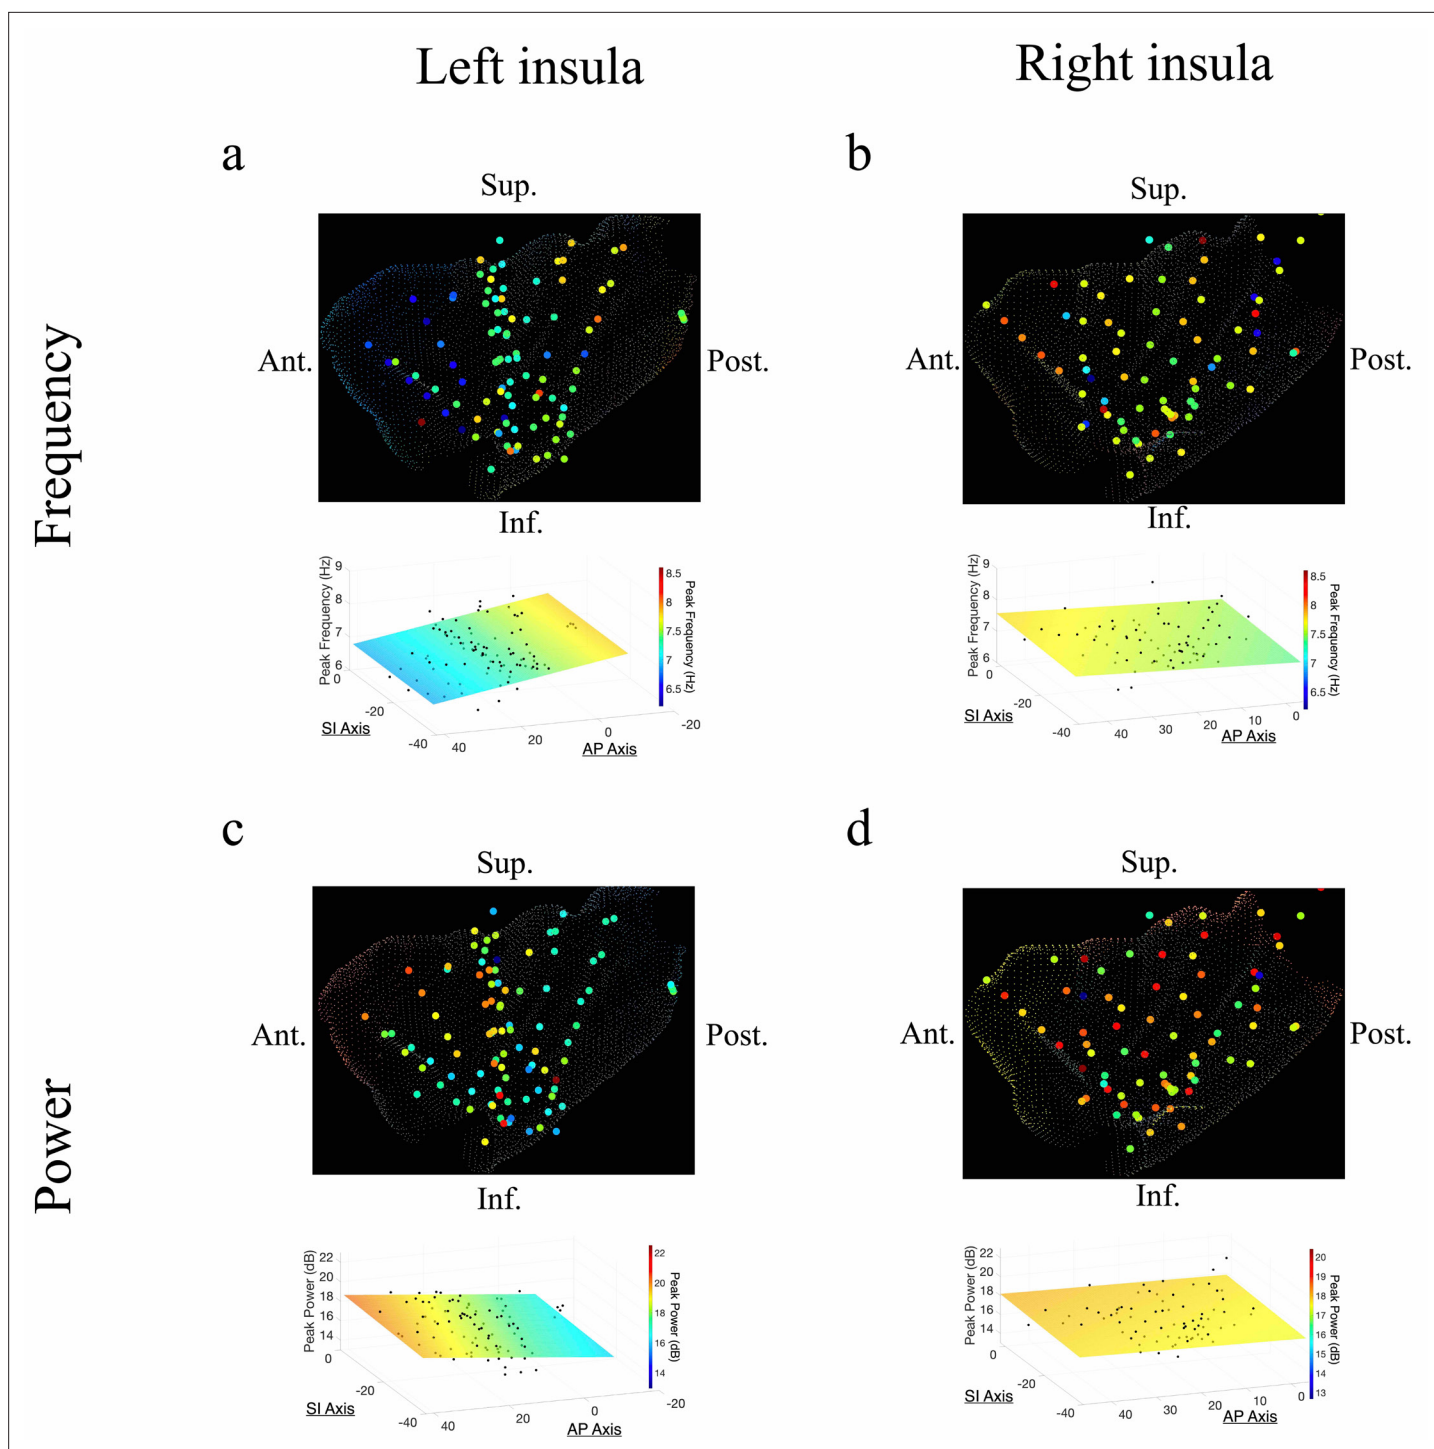 Left insula
Right insula
Frequency
Power
a
Sup.
Ant.
Post.
Inf.
Peak Frequency (Hz)
9
8
7
6
0
-20
-40
SI Axis
40
20
0
-20
AP Axis
8.5
8
7.5
7
6.5
Peak Frequency (Hz)
b
Sup.
Ant.
Post.
Inf.
Peak Frequency (Hz)
9
8
7
6
0
-20
-40
SI Axis
40
30
20
10
0
AP Axis
8.5
8
7.5
7
6.5
Peak Frequency (Hz)
c
Sup.
Ant.
Post.
Inf.
Peak Power (dB)
22
20
18
16
14
0
-20
-40
SI Axis
40
20
0
-20
AP Axis
22
20
18
16
14
Peak Power (dB)
d
Sup.
Ant.
Post.
Inf.
Peak Power (dB)
22
20
18
16
14
0
-20
-40
SI Axis
40
30
20
10
0
AP Axis
20
19
18
17
16
15
14
13
Peak Power (dB)